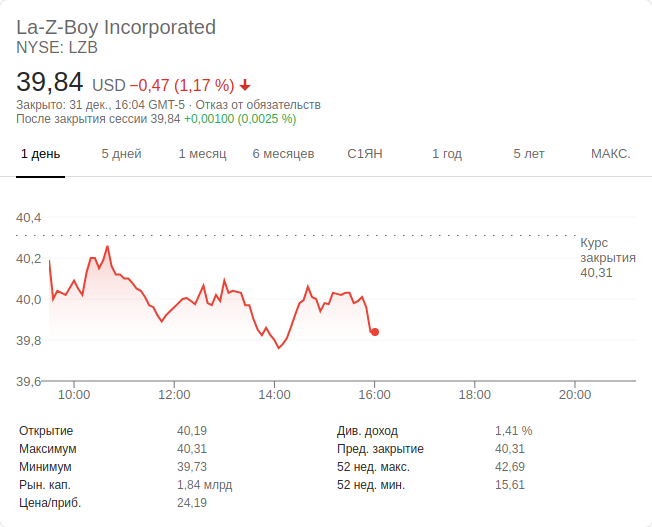 La-Z-Boy Incorporated
NYSE: LZB
39,84 USD −0,47 (1,17 %)
Закрыто: 31 дек., 16:04 GMT-5 · Отказ от обязательств
После закрытия сессии 39,84 +0,00100 (0,0025 %)
1 день 5 дней 1 месяц 6 месяцев С1ЯН 1 год 5 лет МАКС.
40,4
40,2
40,0
39,8
39,6
Курс
закрытия
40,31
10:00 12:00 14:00 16:00 18:00 20:00
Открытие 40,19 Див. доход 1,41 %
Максимум 40,31 Пред. закрытие 40,31
Минимум 39,73 52 нед. макс. 42,69
Рын. кап. 1,84 млрд 52 нед. мин. 15,61
Цена/приб. 24,19